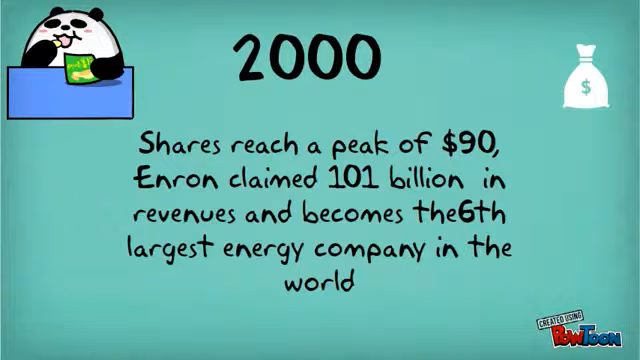 2000
Shares reach a peak of $90,
Enron claimed 101 billion in
revenues and becomes the6th
largest energy company in the
world
$
CREATED USING
POWTOON